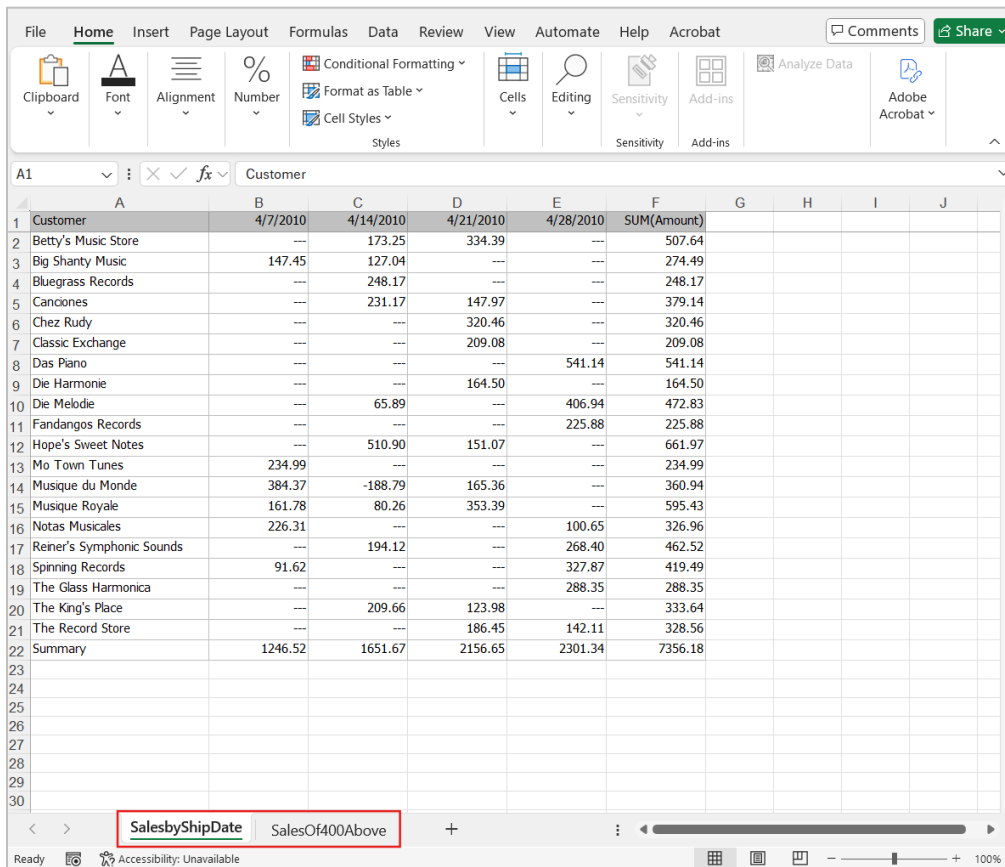 File Home Insert Page Layout Formulas Data Review View Automate Help Acrobat Comments Share
Clipboard Font Alignment Number Conditional Formatting Format as Table Cell Styles Cells Editing Sensitivity Add-ins Analyze Data Adobe Acrobat
Styles Sensitivity Add-ins
A1 fx Customer
A B C D E F G H I J
1 Customer 4/7/2010 4/14/2010 4/21/2010 4/28/2010 SUM(Amount)
2 Betty's Music Store --- 173.25 334.39 --- 507.64
3 Big Shanty Music 147.45 127.04 --- --- 274.49
4 Bluegrass Records --- 248.17 --- --- 248.17
5 Canciones --- 231.17 147.97 --- 379.14
6 Chez Rudy --- --- 320.46 --- 320.46
7 Classic Exchange --- --- 209.08 --- 209.08
8 Das Piano --- --- --- 541.14 541.14
9 Die Harmonie --- --- 164.50 --- 164.50
10 Die Melodie --- 65.89 --- 406.94 472.83
11 Fandangos Records --- --- --- 225.88 225.88
12 Hope's Sweet Notes --- 510.90 151.07 --- 661.97
13 Mo Town Tunes 234.99 --- --- --- 234.99
14 Musique du Monde 384.37 -188.79 165.36 --- 360.94
15 Musique Royale 161.78 80.26 353.39 --- 595.43
16 Notas Musicales 226.31 --- --- 100.65 326.96
17 Reiner's Symphonic Sounds --- 194.12 --- 268.40 462.52
18 Spinning Records 91.62 --- --- 327.87 419.49
19 The Glass Harmonica --- --- --- 288.35 288.35
20 The King's Place --- 209.66 123.98 --- 333.64
21 The Record Store --- --- 186.45 142.11 328.56
22 Summary 1246.52 1651.67 2156.65 2301.34 7356.18
23
24
25
26
27
28
29
30
SalesbyShipDate SalesOf400Above
Ready Accessibility: Unavailable 100%